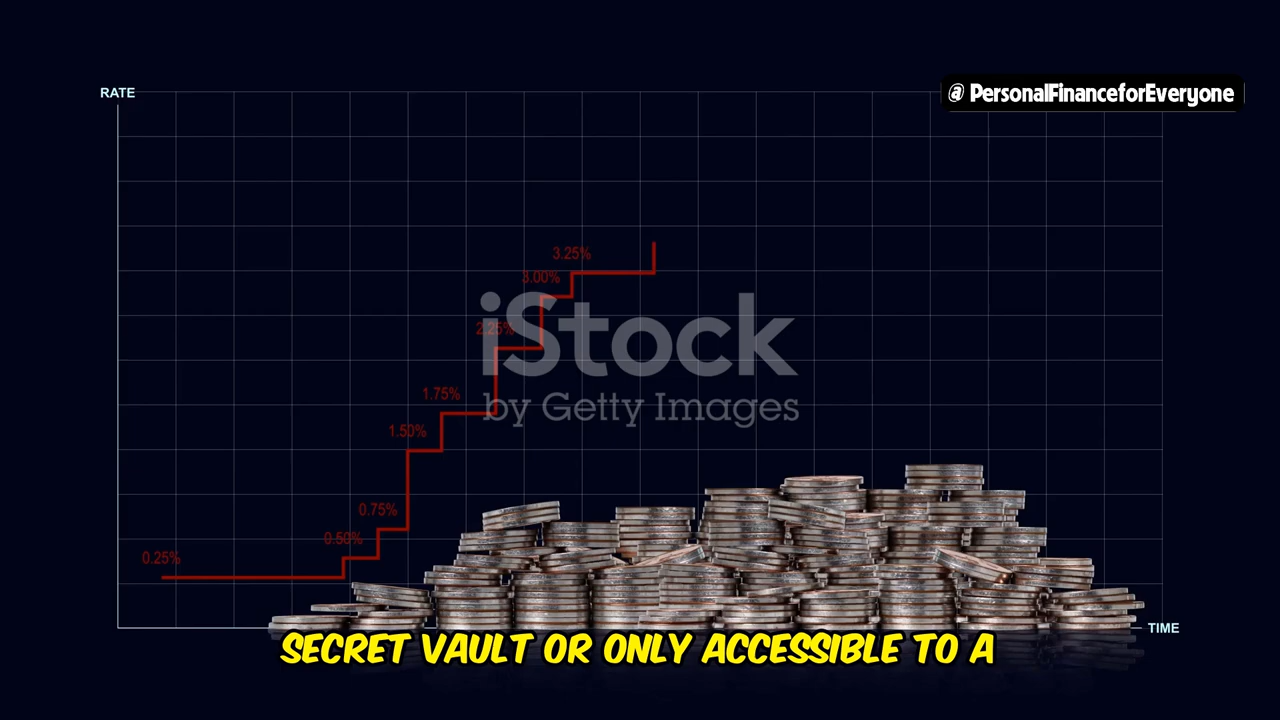 RATE
@ PersonalFinanceforEveryone
3.25%
3.00%
2.25%
iStock
1.75%
by Getty Images
1.50%
0.75%
0.50%
0.25%
TIME
SECRET VAULT OR ONLY ACCESSIBLE TO A